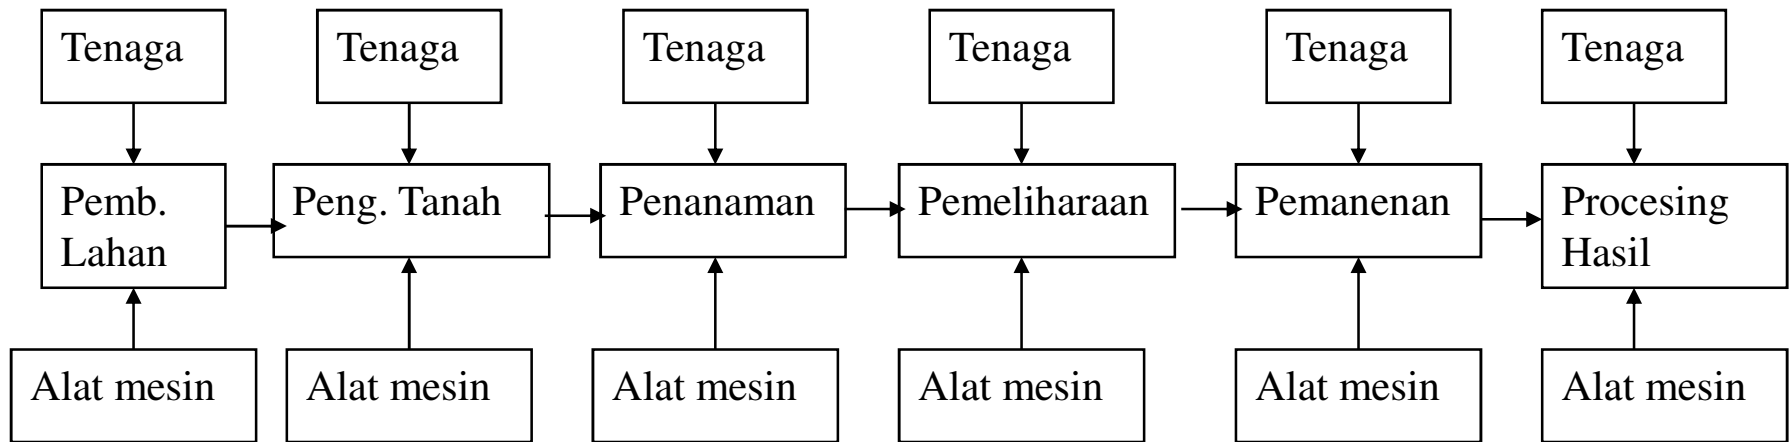 Tenaga
Tenaga
Tenaga
Tenaga
Tenaga
Tenaga
Pemb.
Lahan
Peng. Tanah
Penanaman
Pemeliharaan
Pemanenan
Procesing
Hasil
Alat mesin
Alat mesin
Alat mesin
Alat mesin
Alat mesin
Alat mesin